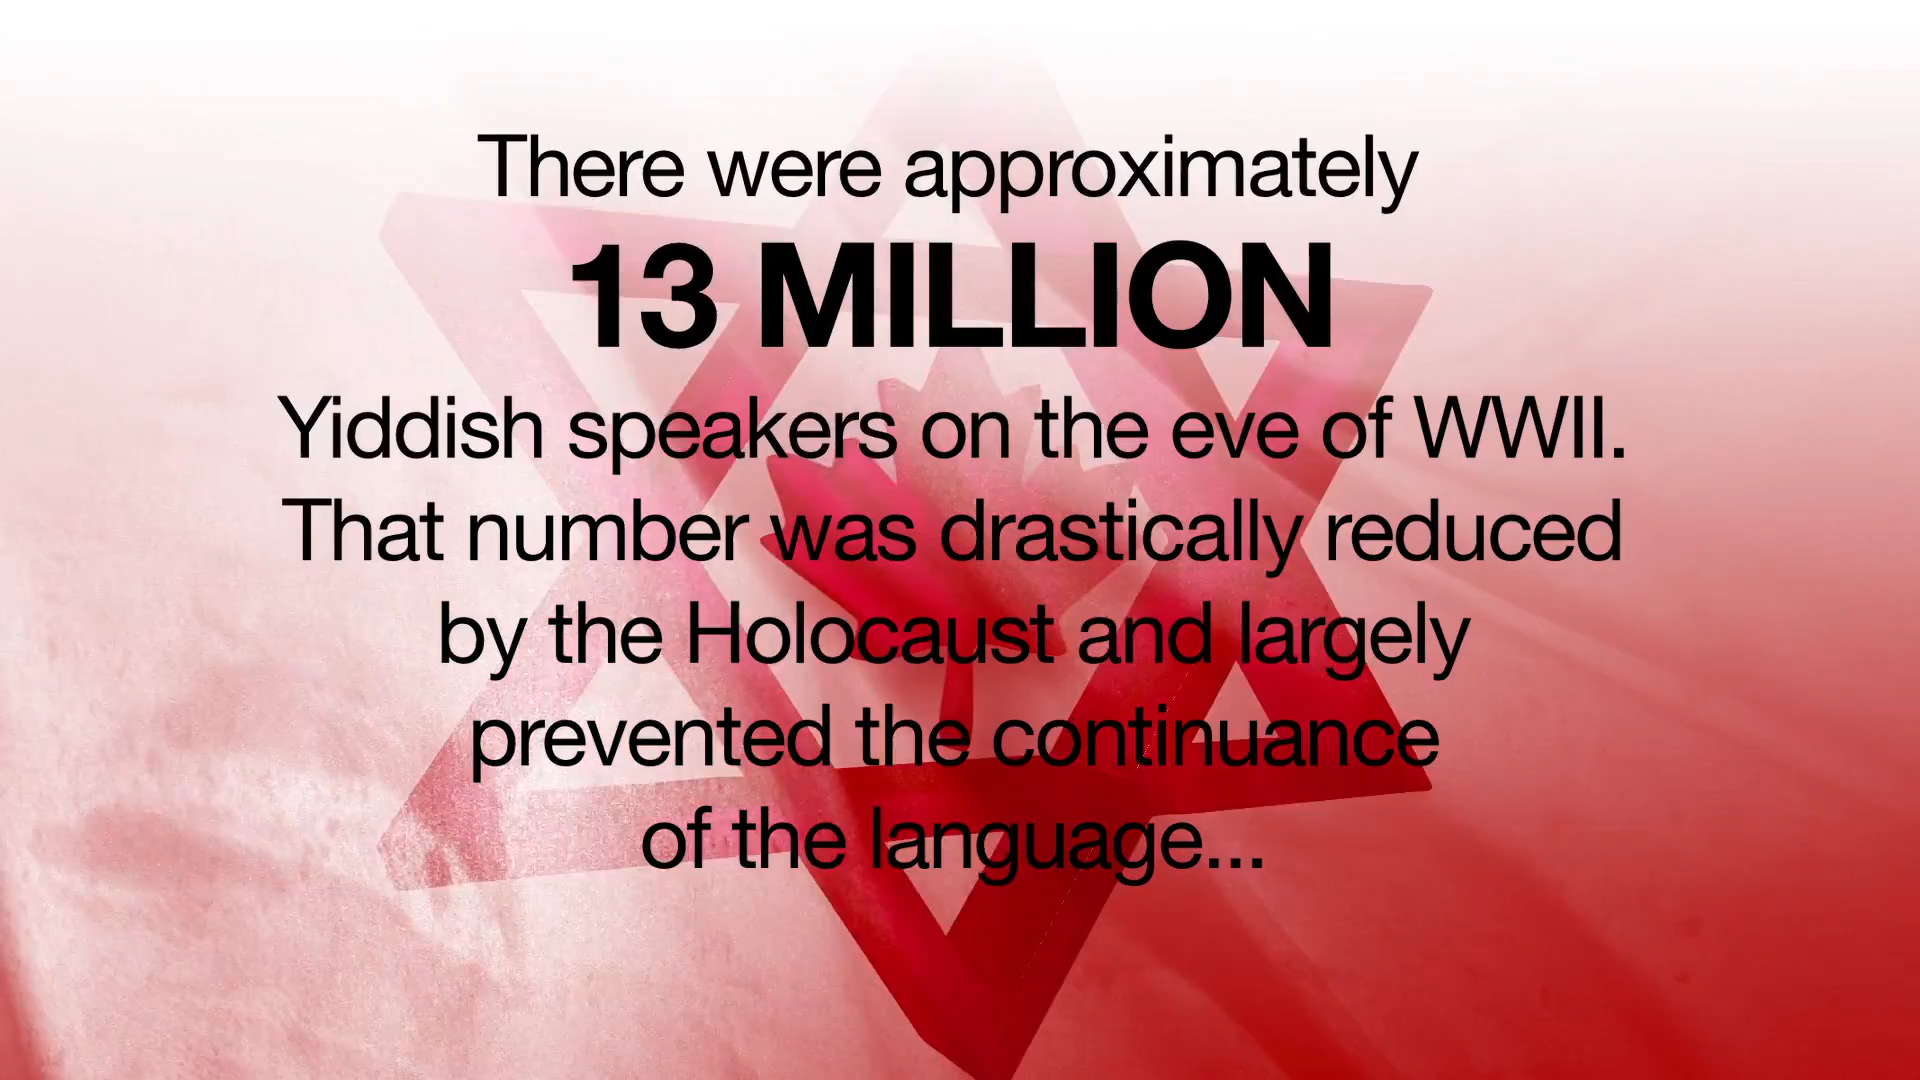 There were approximately
13 MILLION
Yiddish speakers on the eve of WWII.
That number was drastically reduced
by the Holocaust and largely
prevented the continuance
of the language...